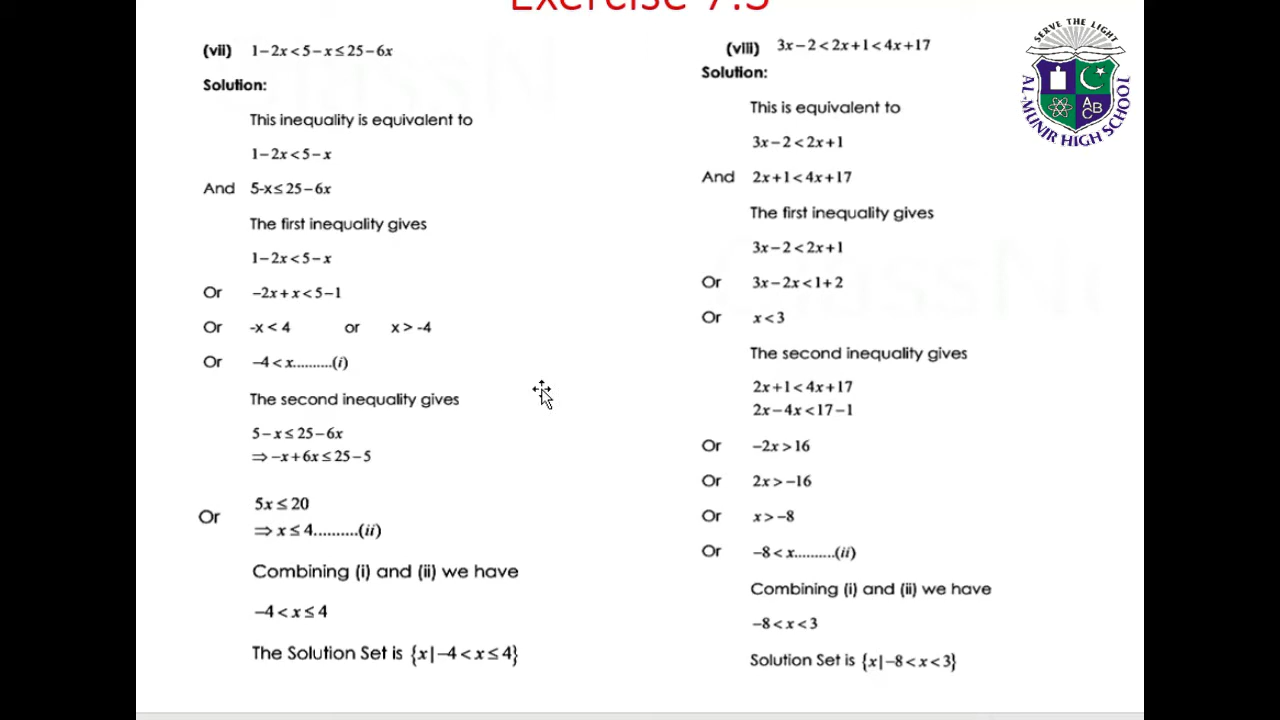 Exercise 7.3
(vii) 1−2x<5−x≤25−6x
Solution:
This inequality is equivalent to
1−2x<5−x
And 5-x≤25−6x
The first inequality gives
1−2x<5−x
Or −2x+x<5−1
Or -x < 4 or x > -4
Or −4<x..........(i)
The second inequality gives
5−x≤25−6x
⇒−x+6x≤25−5
Or 5x≤20
⇒x≤4..........(ii)
Combining (i) and (ii) we have
−4<x≤4
The Solution Set is {x|−4<x≤4}
(viii) 3x−2<2x+1<4x+17
Solution:
This is equivalent to
3x−2<2x+1
And 2x+1<4x+17
The first inequality gives
3x−2<2x+1
Or 3x−2x<1+2
Or x<3
The second inequality gives
2x+1<4x+17
2x−4x<17−1
Or −2x>16
Or 2x>−16
Or x>−8
Or −8<x..........(ii)
Combining (i) and (ii) we have
−8<x<3
Solution Set is {x|−8<x<3}
SERVE THE LIGHT
ABC
AL-MUNIR HIGH SCHOOL